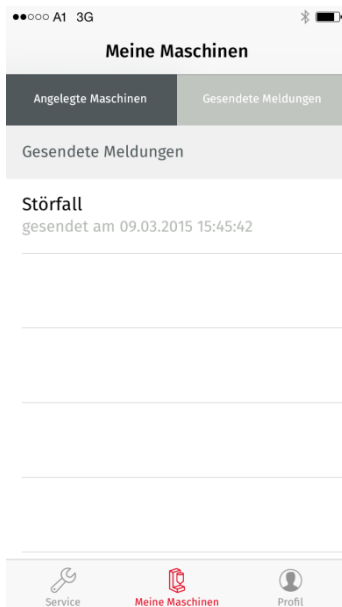 A1 3G
Meine Maschinen
Angelegte Maschinen
Gesendete Meldungen
Gesendete Meldungen
Störfall
gesendet am 09.03.2015 15:45:42
Service
Meine Maschinen
Profil